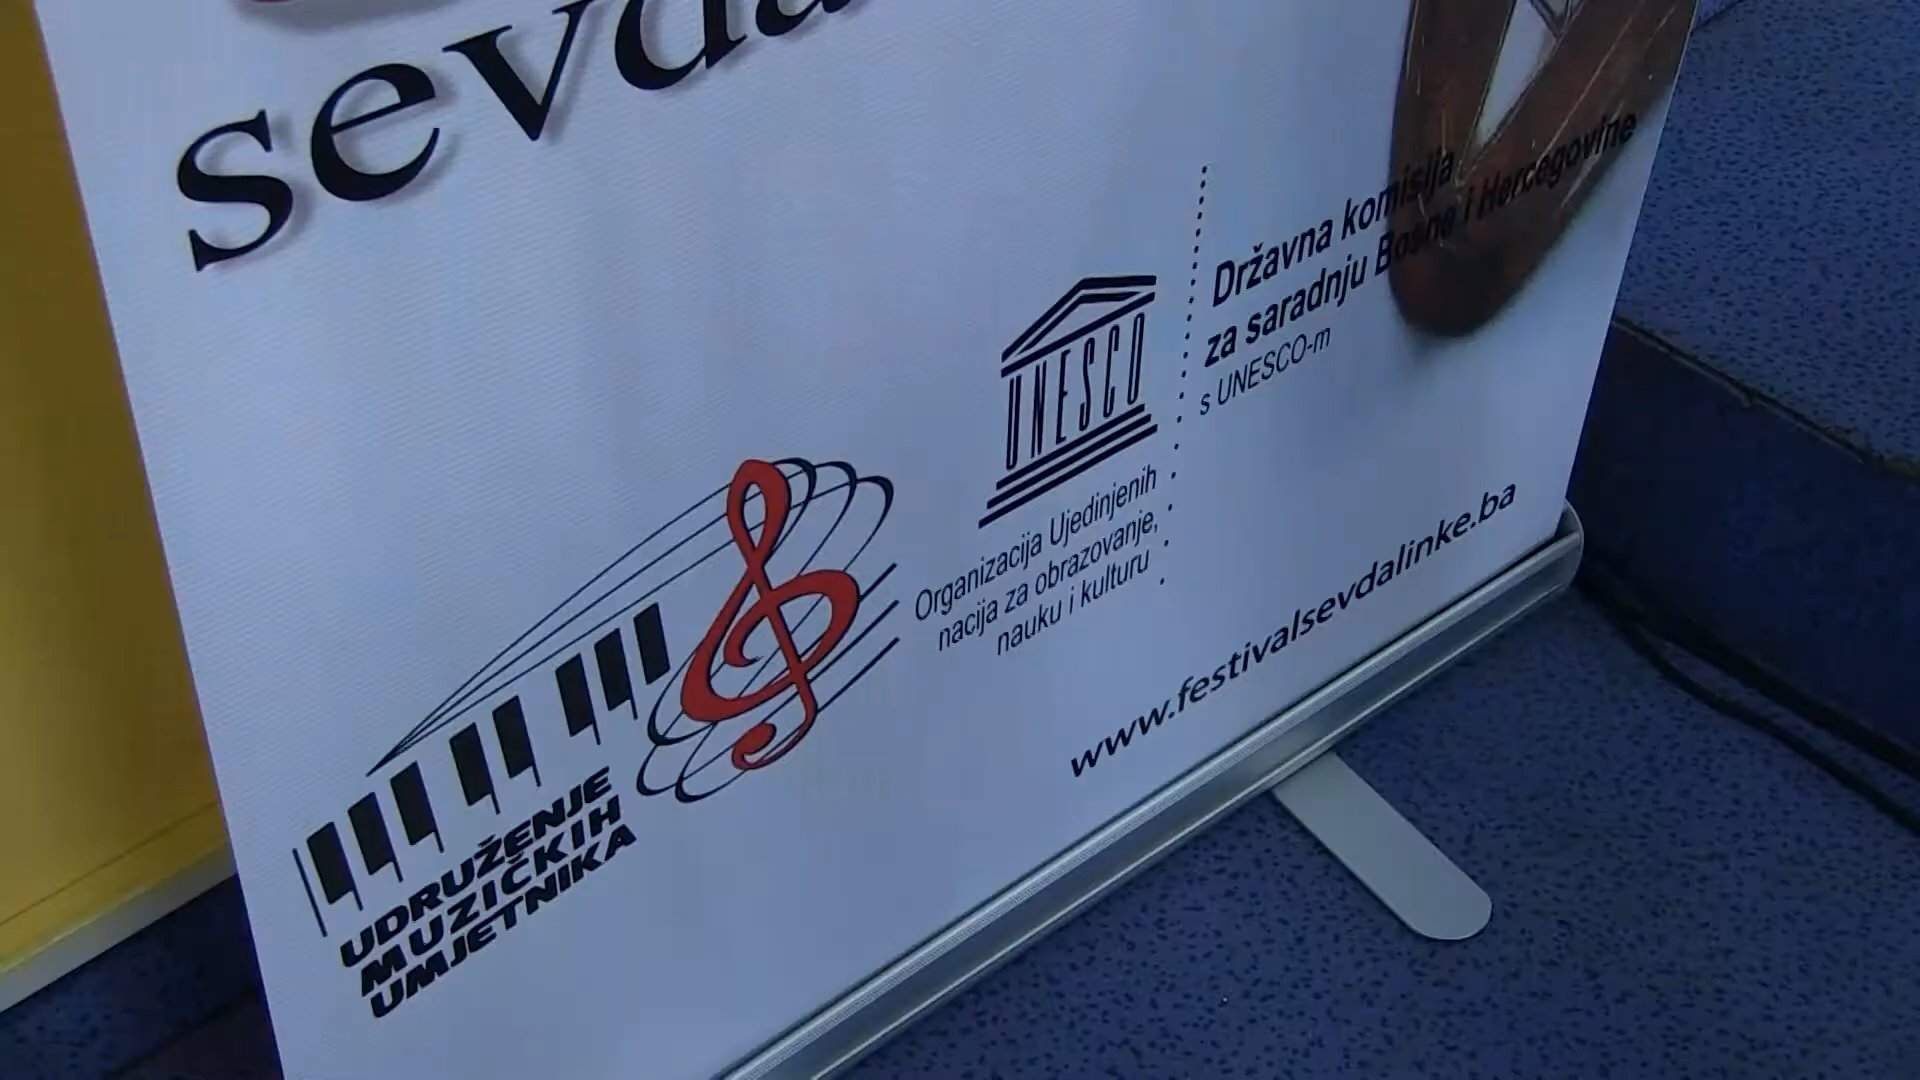 Državna komisija
za saradnju Bosne i Hercegovine
s UNESCO-m
UNESCO
Organizacija Ujedinjenih
nacija za obrazovanje,
nauku i kulturu
www.festivalsevdalinke.ba
UDRUŽENJE
MUZIČKIH
UMJETNIKA